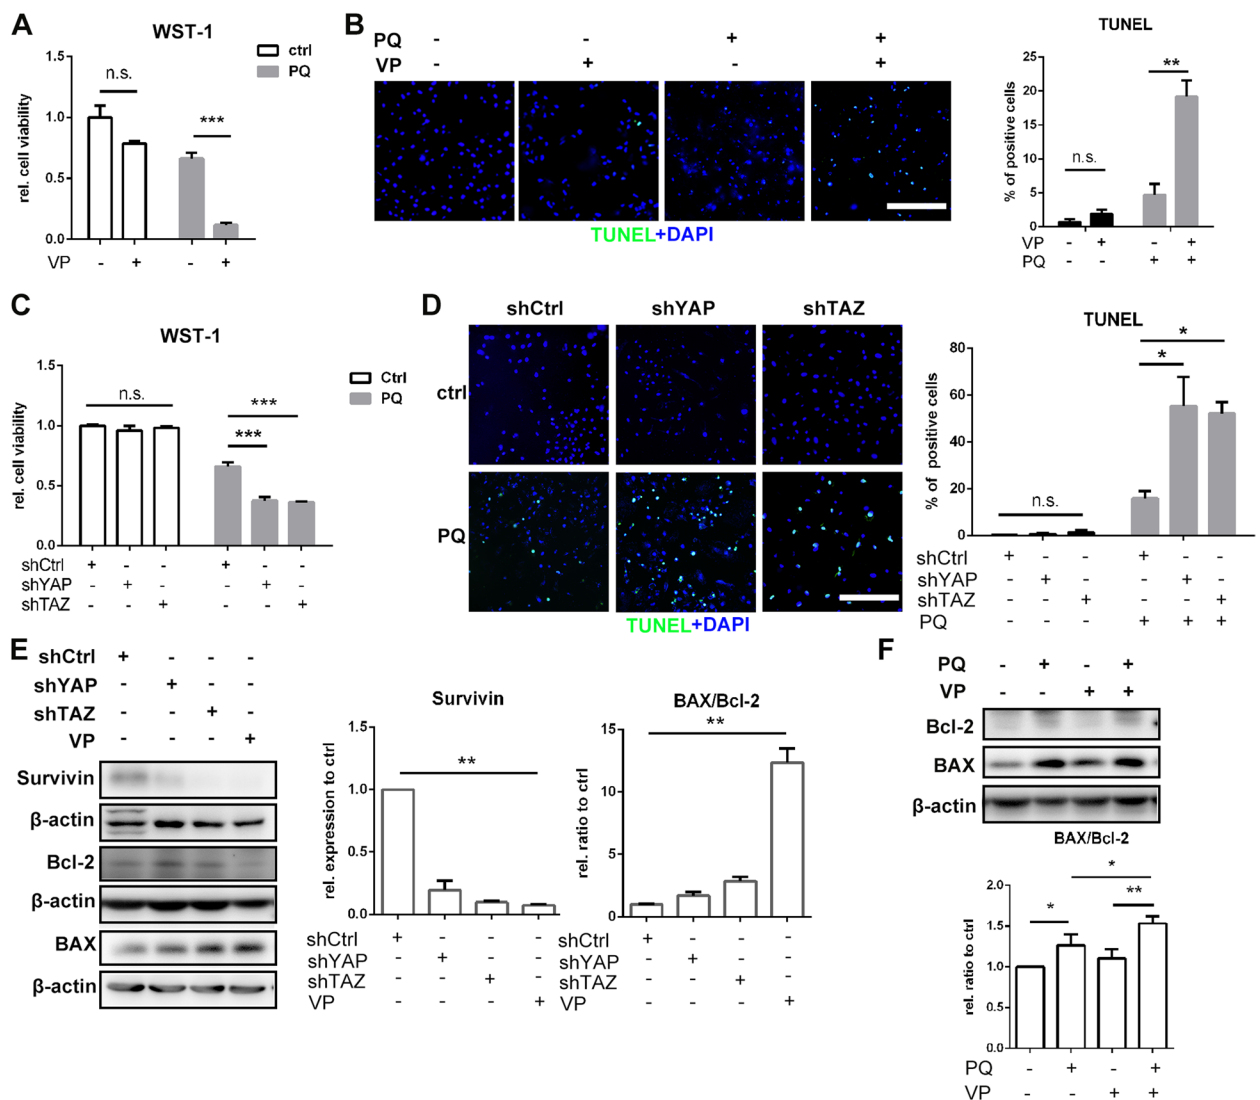 A
WST-1
ctrl
PQ
rel. cell viability
1.5
1.0
0.5
0.0
n.s.
***
VP - + - +
B
PQ - - + +
VP - + - +
TUNEL+DAPI
TUNEL
% of positive cells
25
20
15
10
5
0
n.s.
**
VP - + - +
PQ - - + +
C
WST-1
Ctrl
PQ
rel. cell viability
1.5
1.0
0.5
0.0
n.s.
***
***
shCtrl + - - + - -
shYAP - + - - + -
shTAZ - - + - - +
D
shCtrl shYAP shTAZ
ctrl
PQ
TUNEL+DAPI
TUNEL
% of positive cells
80
60
40
20
0
n.s.
*
*
shCtrl + - - + - -
shYAP - + - - + -
shTAZ - - + - - +
PQ - - - + + +
E
shCtrl + - - -
shYAP - + - -
shTAZ - - + -
VP - - - +
Survivin
β-actin
Bcl-2
β-actin
BAX
β-actin
Survivin
rel. expression to ctrl
1.5
1.0
0.5
0.0
**
shCtrl + - - -
shYAP - + - -
shTAZ - - + -
VP - - - +
BAX/Bcl-2
rel. ratio to ctrl
15
10
5
0
**
shCtrl + - - -
shYAP - + - -
shTAZ - - + -
VP - - - +
F
PQ - + - +
VP - - + +
Bcl-2
BAX
β-actin
BAX/Bcl-2
rel. ratio to ctrl
2.0
1.5
1.0
0.5
0.0
*
*
**
PQ - + - +
VP - - + +